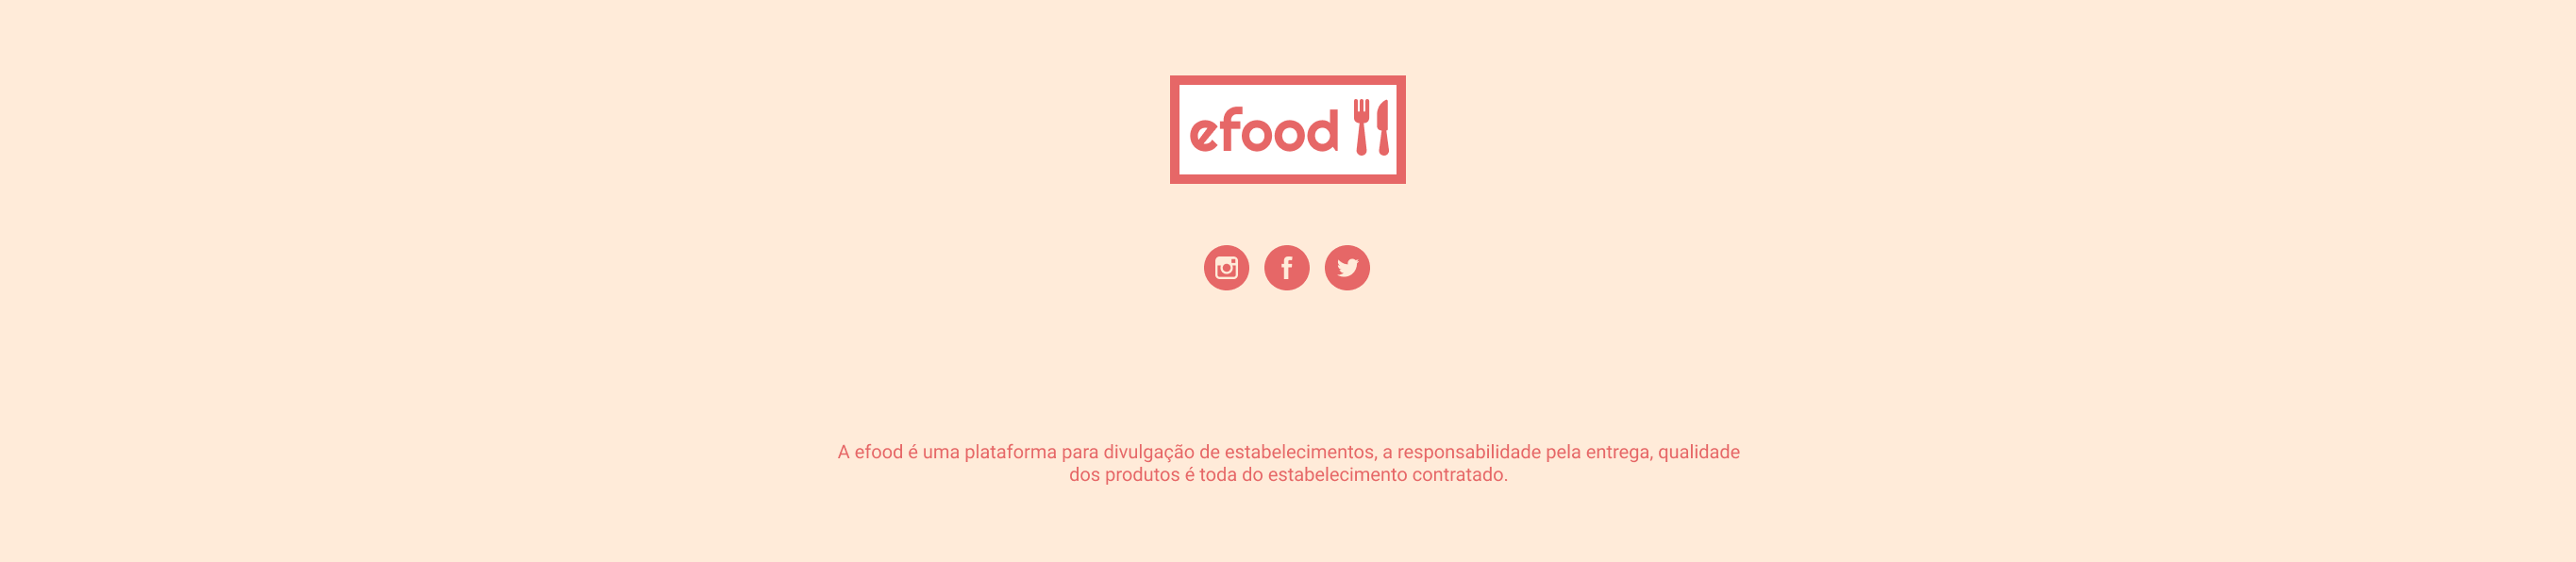 efood
A efood é uma plataforma para divulgação de estabelecimentos, a responsabilidade pela entrega, qualidade
dos produtos é toda do estabelecimento contratado.